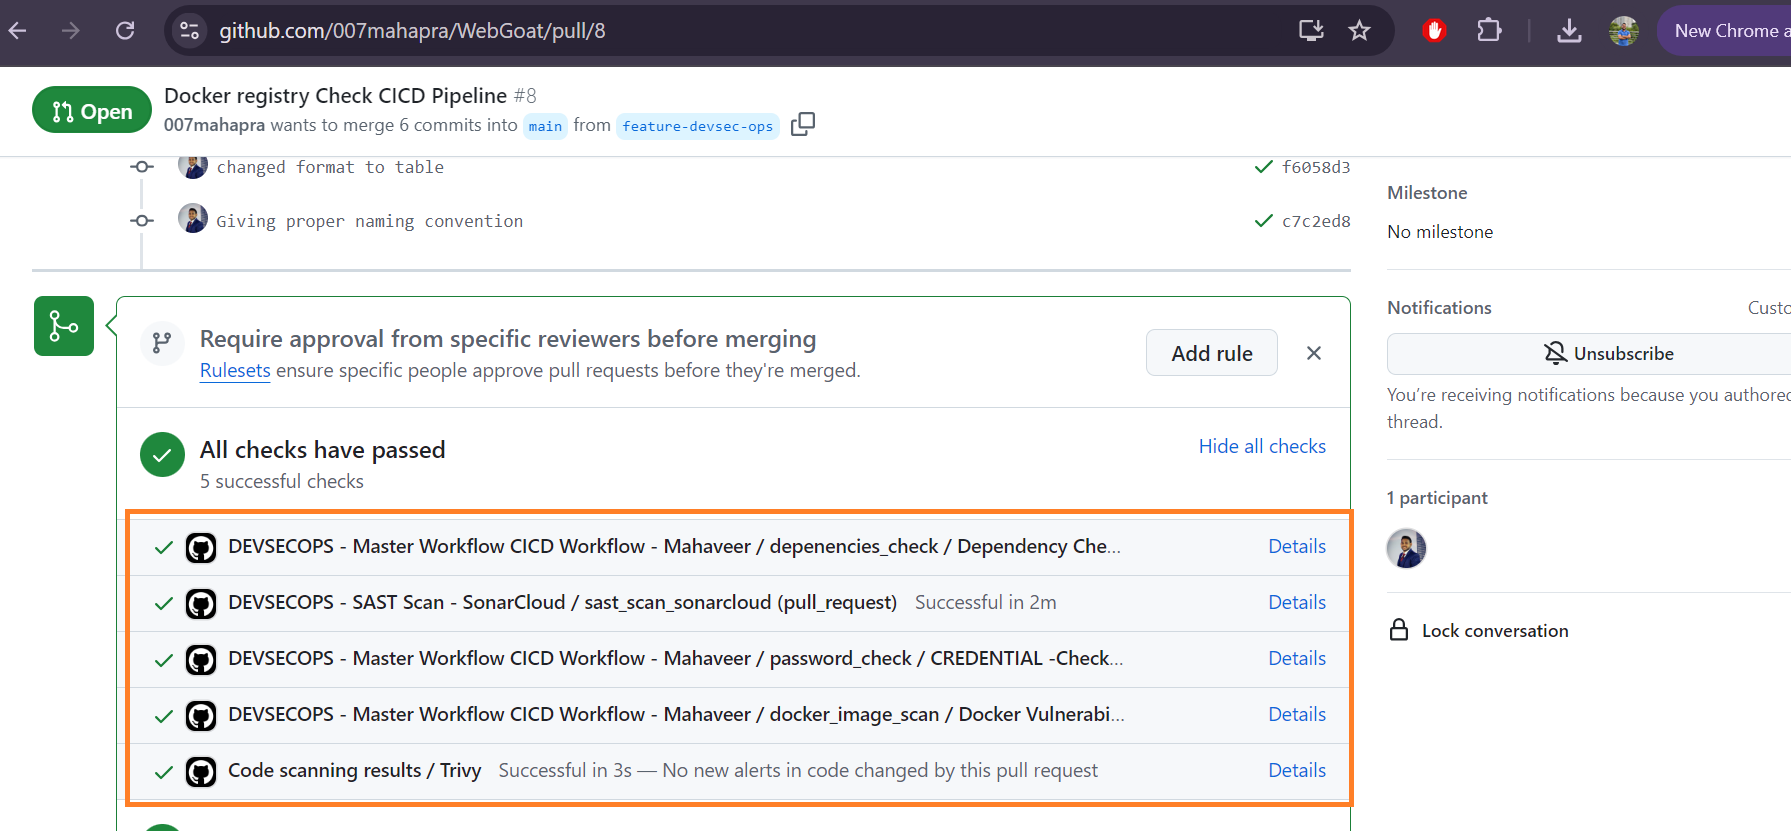 github.com/007mahapra/WebGoat/pull/8
New Chrome a
Open
Docker registry Check CICD Pipeline #8
007mahapra wants to merge 6 commits into main from feature-devsec-ops
changed format to table f6058d3
Giving proper naming convention c7c2ed8
Require approval from specific reviewers before merging
Rulesets ensure specific people approve pull requests before they're merged.
Add rule
All checks have passed
5 successful checks
Hide all checks
DEVSECOPS - Master Workflow CICD Workflow - Mahaveer / depenencies_check / Dependency Che... Details
DEVSECOPS - SAST Scan - SonarCloud / sast_scan_sonarcloud (pull_request) Successful in 2m Details
DEVSECOPS - Master Workflow CICD Workflow - Mahaveer / password_check / CREDENTIAL -Check... Details
DEVSECOPS - Master Workflow CICD Workflow - Mahaveer / docker_image_scan / Docker Vulnerabi... Details
Code scanning results / Trivy Successful in 3s — No new alerts in code changed by this pull request Details
Milestone
No milestone
Notifications Custo
Unsubscribe
You're receiving notifications because you authored
thread.
1 participant
Lock conversation